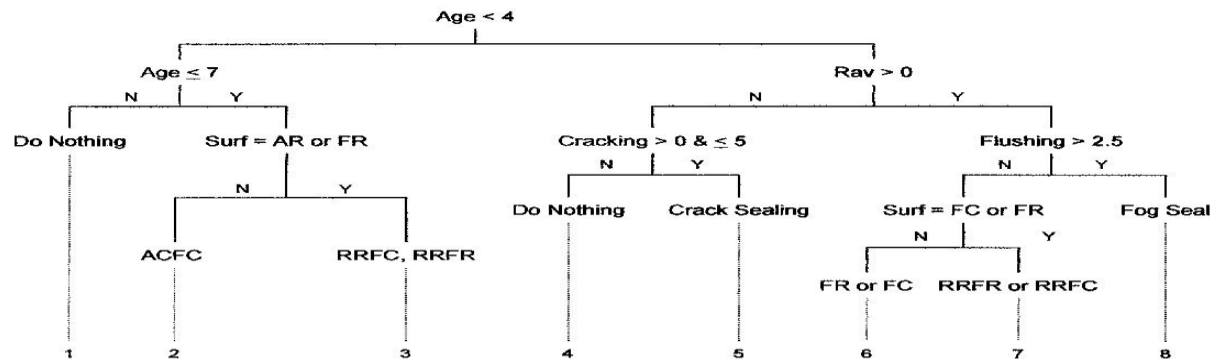 Age < 4
Age ≤ 7 Rav > 0
N Y N Y
Do Nothing Surf = AR or FR Cracking > 0 & ≤ 5 Flushing > 2.5
N Y N Y N Y
Do Nothing Crack Sealing Surf = FC or FR Fog Seal
ACFC RRFC, RRFR N Y
FR or FC RRFR or RRFC
1 2 3 4 5 6 7 8